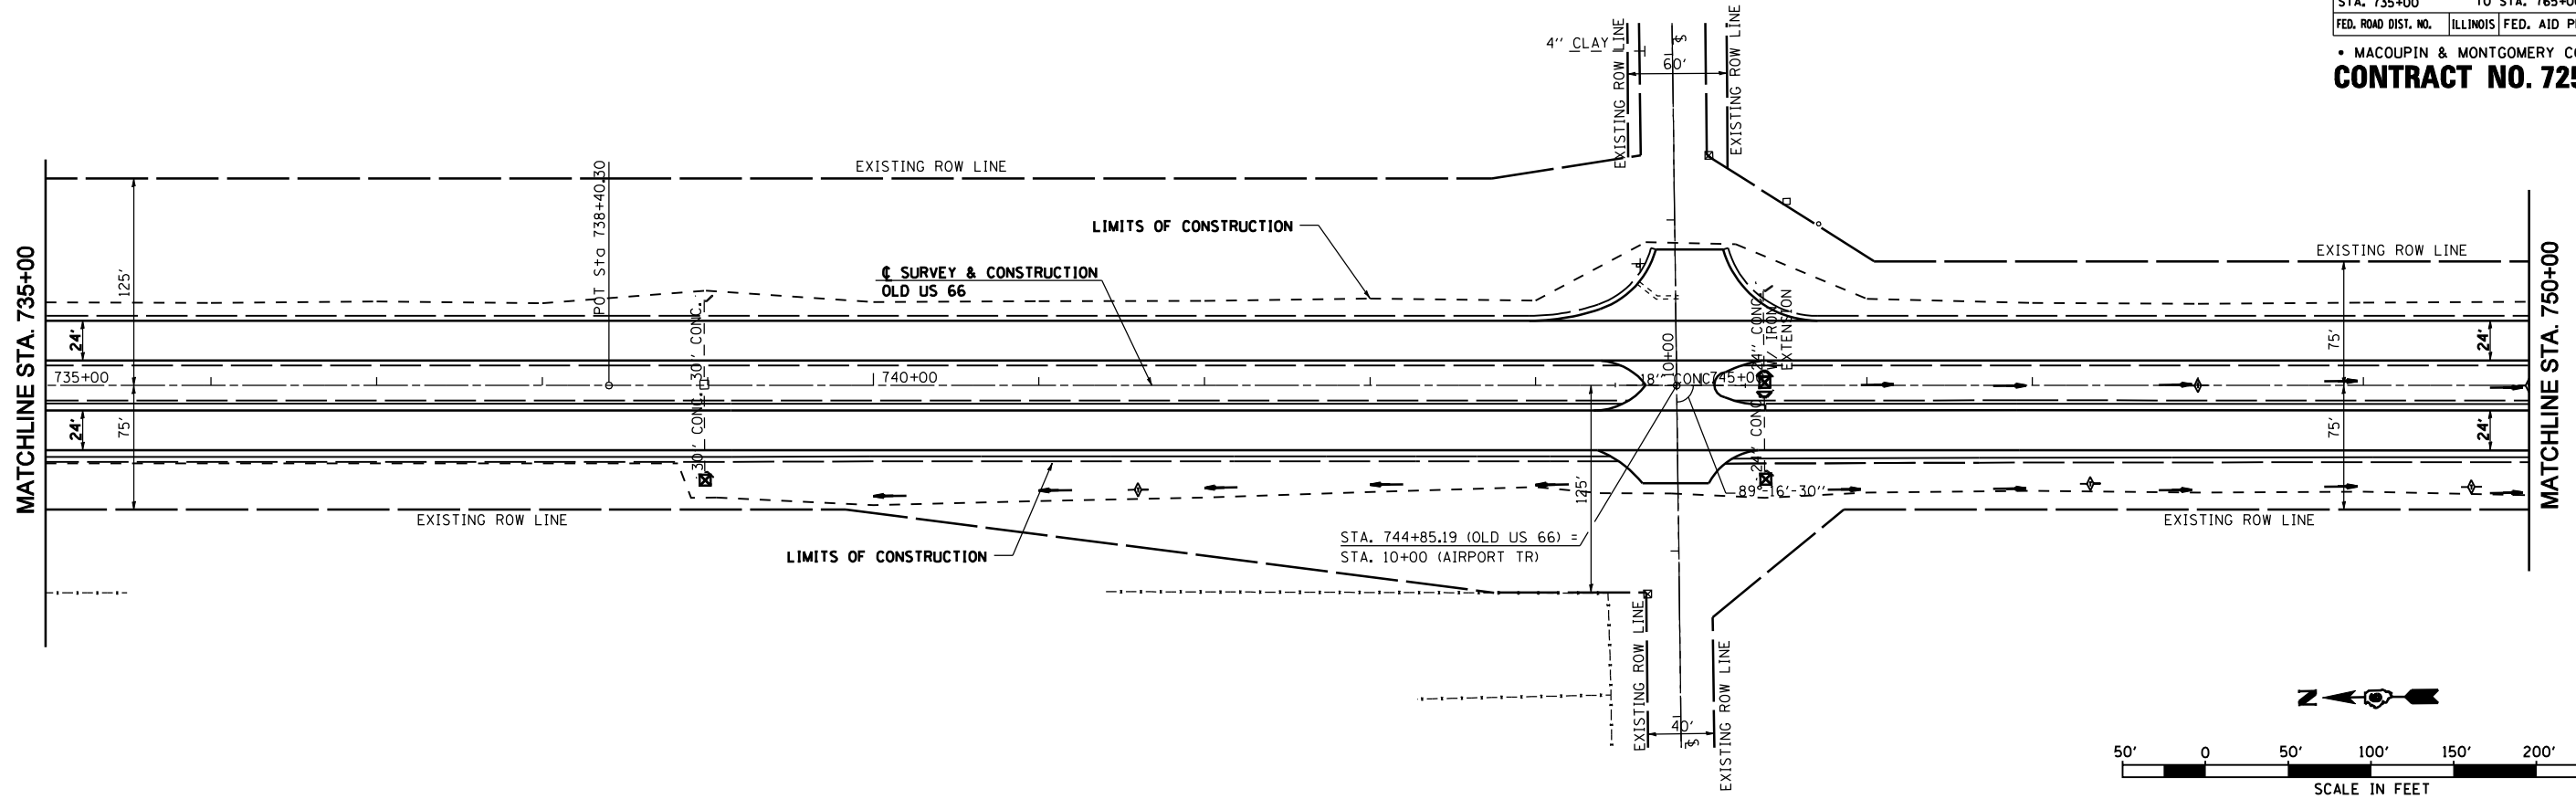 STA. 735+00 TO STA. 765+0
FED. ROAD DIST. NO. ILLINOIS FED. AID
• MACOUPIN & MONTGOMERY
CONTRACT NO. 725
4'' CLAY
60'
EXISTING ROW LINE
EXISTING ROW LINE
EXISTING ROW LINE
POT Sta 738+40.30
LIMITS OF CONSTRUCTION
EXISTING ROW LINE
℄ SURVEY & CONSTRUCTION
OLD US 66
MATCHLINE STA. 735+00
MATCHLINE STA. 750+00
125'
75'
24'
24'
735+00
740+00
745+0
10+00
30'' CONC.
30'' CONC.
18'' CONC
24'' CONC.
W/ IRON
EXTENSION
24'' CONC.
75'
75'
24'
24'
125'
89°-16'-30''
EXISTING ROW LINE
EXISTING ROW LINE
STA. 744+85.19 (OLD US 66) =
STA. 10+00 (AIRPORT TR)
LIMITS OF CONSTRUCTION
EXISTING ROW LINE
EXISTING ROW LINE
40'
N
50' 0 50' 100' 150' 200'
SCALE IN FEET